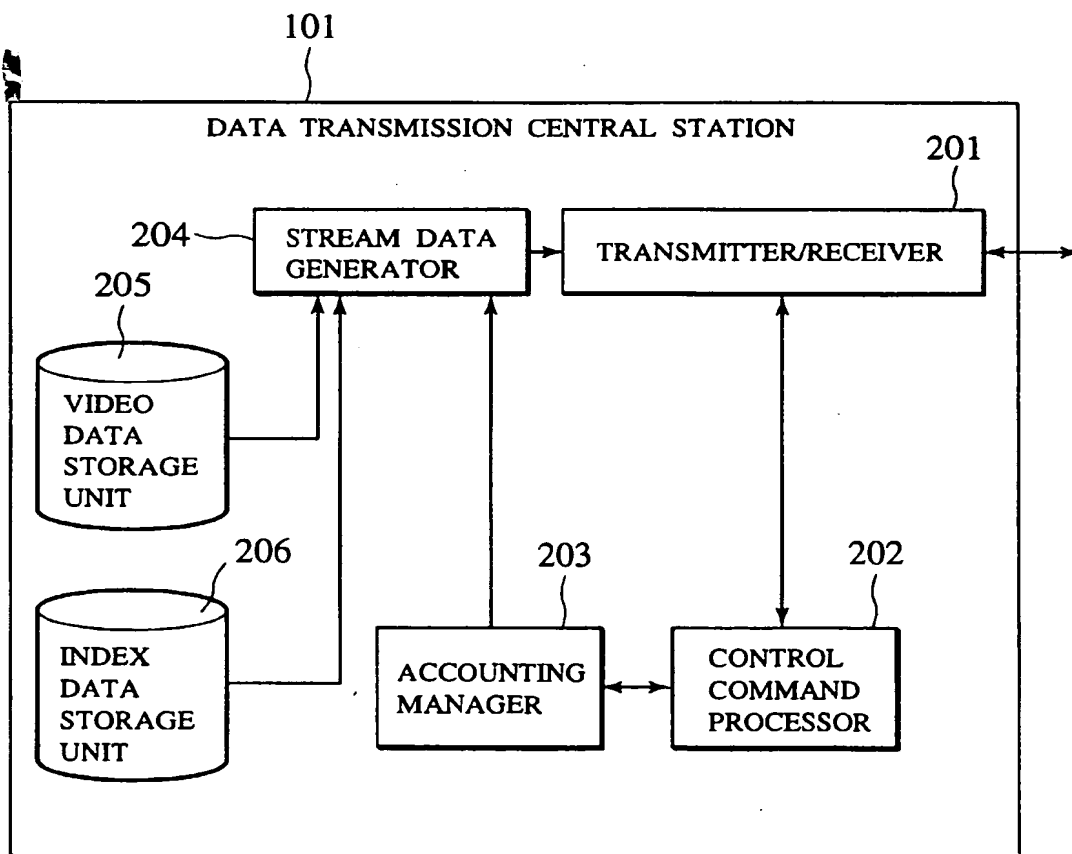 101
DATA TRANSMISSION CENTRAL STATION
201
204
STREAM DATA
GENERATOR
TRANSMITTER/RECEIVER
205
VIDEO
DATA
STORAGE
UNIT
206
203
202
INDEX
DATA
STORAGE
UNIT
ACCOUNTING
MANAGER
CONTROL
COMMAND
PROCESSOR